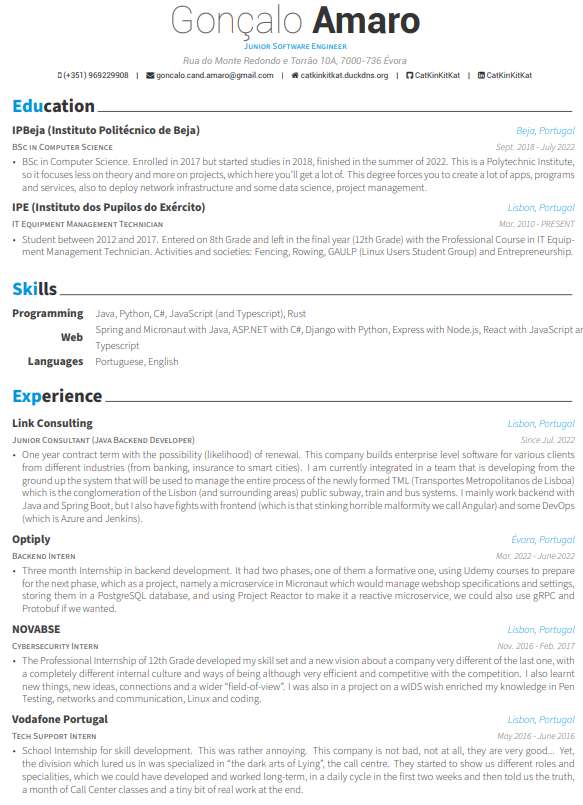 Gonçalo Amaro
Junior Software Engineer
Rua do Monte Redondo e Torrão 10A, 7000-736 Évora
(+351) 969229908 | goncalo.cand.amaro@gmail.com | catkinkitkat.duckdns.org | CatKinKitKat | CatKinKitKat
Education
IPBeja (Instituto Politécnico de Beja) Beja, Portugal
BSc in Computer Science Sept. 2018 - July 2022
• BSc in Computer Science. Enrolled in 2017 but started studies in 2018, finished in the summer of 2022. This is a Polytechnic Institute,
so it focuses less on theory and more on projects, which here you'll get a lot of. This degree forces you to create a lot of apps, programs
and services, also to deploy network infrastructure and some data science, project management.
IPE (Instituto dos Pupilos do Exército) Lisbon, Portugal
IT Equipment Management Technician Mar. 2010 - PRESENT
• Student between 2012 and 2017. Entered on 8th Grade and left in the final year (12th Grade) with the Professional Course in IT Equip-
ment Management Technician. Activities and societies: Fencing, Rowing, GAULP (Linux Users Student Group) and Entrepreneurship.
Skills
Programming Java, Python, C#, JavaScript (and Typescript), Rust
Web Spring and Micronaut with Java, ASP.NET with C#, Django with Python, Express with Node.js, React with JavaScript ar
Typescript
Languages Portuguese, English
Experience
Link Consulting Lisbon, Portugal
Junior Consultant (Java Backend Developer) Since Jul. 2022
• One year contract term with the possibility (likelihood) of renewal. This company builds enterprise level software for various clients
from different industries (from banking, insurance to smart cities). I am currently integrated in a team that is developing from the
ground up the system that will be used to manage the entire process of the newly formed TML (Transportes Metropolitanos de Lisboa)
which is the conglomeration of the Lisbon (and surrounding areas) public subway, train and bus systems. I mainly work backend with
Java and Spring Boot, but I also have fights with frontend (which is that stinking horrible malformity we call Angular) and some DevOps
(which is Azure and Jenkins).
Optiply Évora, Portugal
Backend Intern Mar. 2022 - June 2022
• Three month Internship in backend development. It had two phases, one of them a formative one, using Udemy courses to prepare
for the next phase, which as a project, namely a microservice in Micronaut which would manage webshop specifications and settings,
storing them in a PostgreSQL database, and using Project Reactor to make it a reactive microservice, we could also use gRPC and
Protobuf if we wanted.
NOVABSE Lisbon, Portugal
Cybersecurity Intern Nov. 2016 - Feb. 2017
• The Professional Internship of 12th Grade developed my skill set and a new vision about a company very different of the last one, with
a completely different internal culture and ways of being although very efficient and competitive with the competition. I also learnt
new things, new ideas, connections and a wider "field-of-view". I was also in a project on a wIDS wish enriched my knowledge in Pen
Testing, networks and communication, Linux and coding.
Vodafone Portugal Lisbon, Portugal
Tech Support Intern May 2016 - June 2016
• School Internship for skill development. This was rather annoying. This company is not bad, not at all, they are very good... Yet,
the division which lured us in was specialized in "the dark arts of Lying", the call centre. They started to show us different roles and
specialities, which we could have developed and worked long-term, in a daily cycle in the first two weeks and then told us the truth,
a month of Call Center classes and a tiny bit of real work at the end.